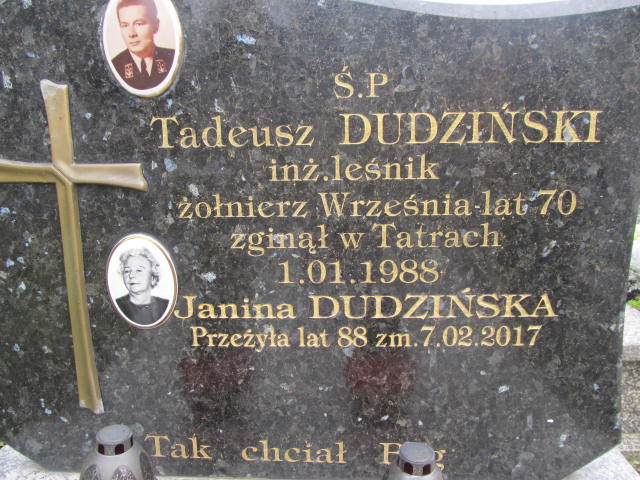 Ś.P
Tadeusz DUDZIŃSKI
inż.leśnik
żołnierz Września-lat 70
zginął w Tatrach
1.01.1988
Janina DUDZIŃSKA
Przeżyła lat 88 zm.7.02.2017
Tak chciał